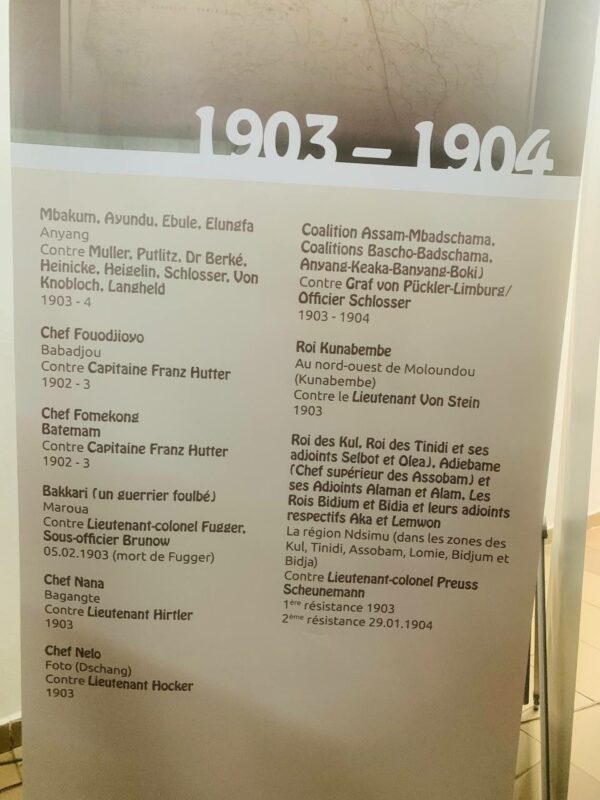 1903 – 1904
Mbakum, Ayundu, Ebule, Elungfa
Anyang
Contre Muller, Putlitz, Dr Berké,
Heinicke, Heigelin, Schlosser, Von
Knobloch, Langheld
1903 - 4
Chef Fouodjioyo
Babadjou
Contre Capitaine Franz Hutter
1902 - 3
Chef Fomekong
Batemam
Contre Capitaine Franz Hutter
1902 - 3
Bakkari (un guerrier foulbé)
Maroua
Contre Lieutenant-colonel Fugger,
Sous-officier Brunow
05.02.1903 (mort de Fugger)
Chef Nana
Bagangte
Contre Lieutenant Hirtler
1903
Chef Nelo
Foto (Dschang)
Contre Lieutenant Hocker
1903
Coalition Assam-Mbadschama,
Coalitions Bascho-Badschama,
Anyang-Keaka-Banyang-Boki)
Contre Graf von Pückler-Limburg/
Officier Schlosser
1903 - 1904
Roi Kunabembe
Au nord-ouest de Moloundou
(Kunabembe)
Contre le Lieutenant Von Stein
1903
Roi des Kul, Roi des Tinidi et ses
adjoints Selbot et Olea), Adjebame
(Chef supérieur des Assobam) et
ses Adjoints Alaman et Alam, Les
Rois Bidjum et Bidja et leurs adjoints
respectifs Aka et Lemwon
La région Ndsimu (dans les zones des
Kul, Tinidi, Assobam, Lomie, Bidjum et
Bidja)
Contre Lieutenant-colonel Preuss
Scheunemann
1ère résistance 1903
2ème résistance 29.01.1904